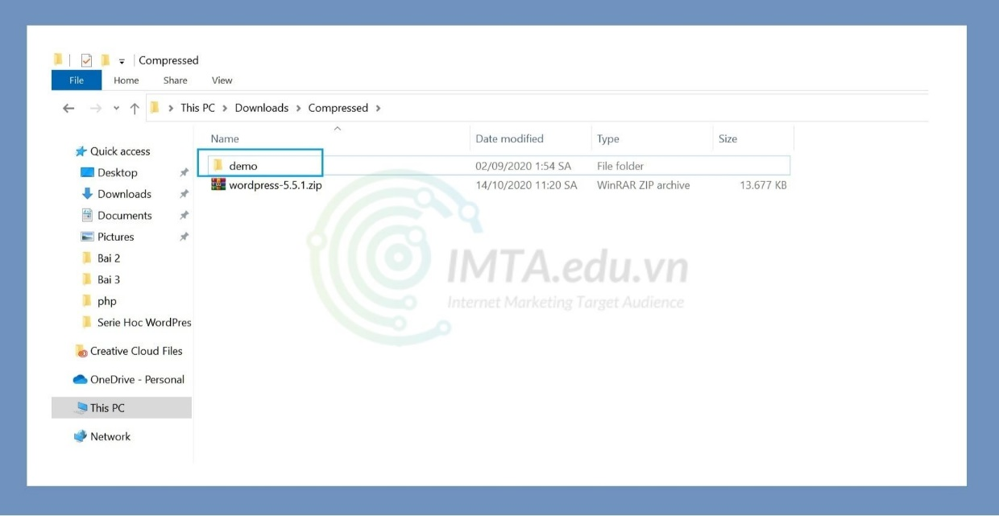 Compressed
File Home Share View
This PC > Downloads > Compressed >
Name Date modified Type Size
demo 02/09/2020 1:54 SA File folder
wordpress-5.5.1.zip 14/10/2020 11:20 SA WinRAR ZIP archive 13.677 KB
Quick access
Desktop
Downloads
Documents
Pictures
Bai 2
Bai 3
php
Serie Hoc WordPres
Creative Cloud Files
OneDrive - Personal
This PC
Network
IMTA.edu.vn
Internet Marketing Target Audience